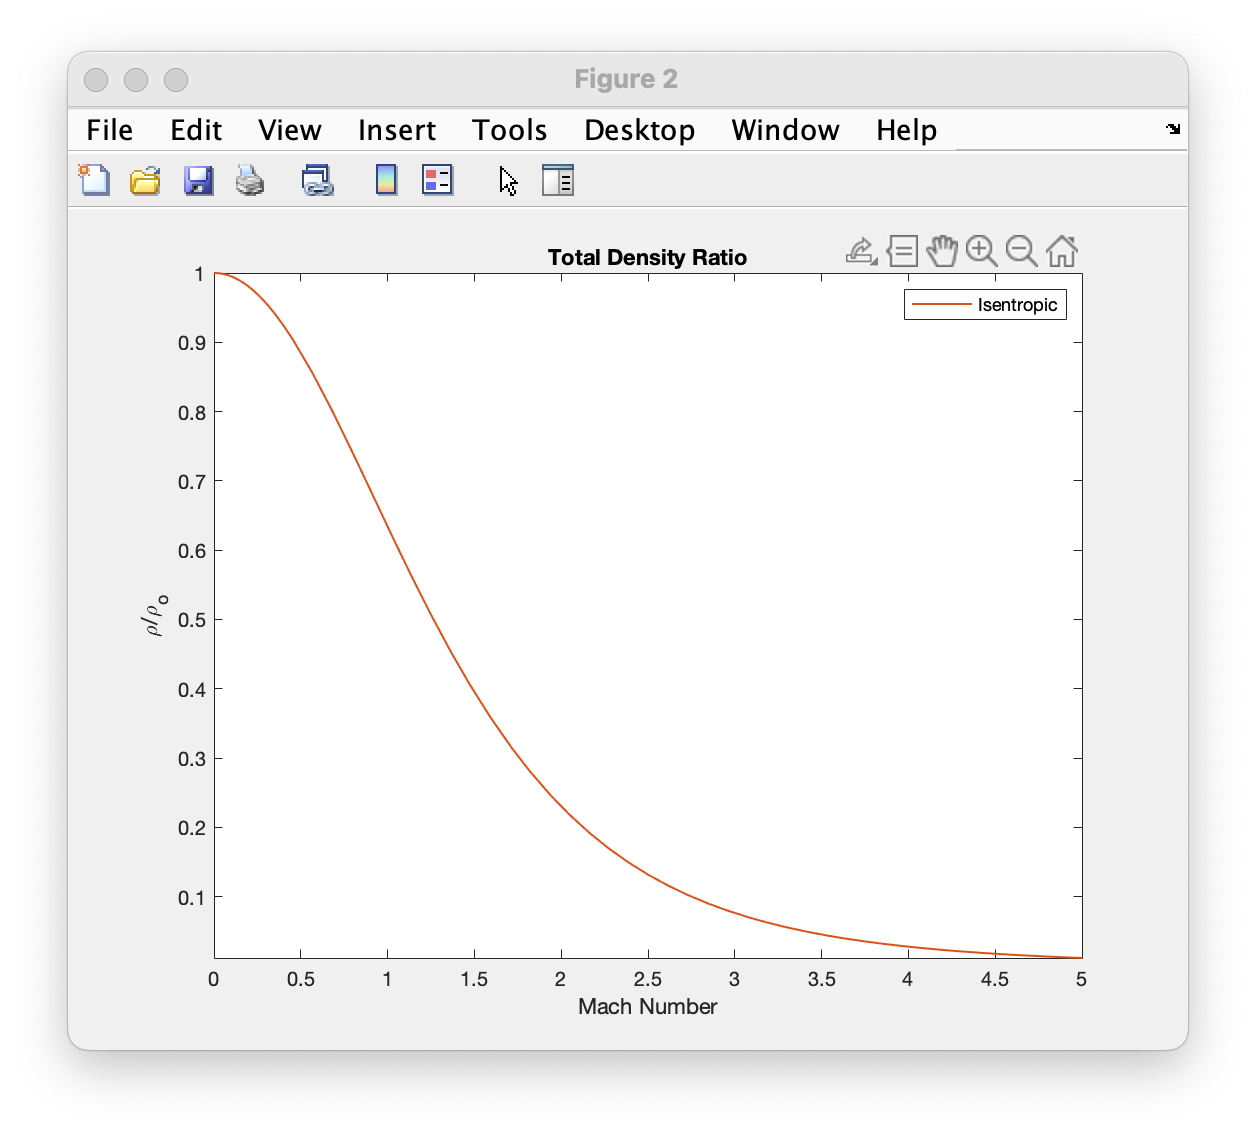 Figure 2
File Edit View Insert Tools Desktop Window Help
Total Density Ratio
Isentropic
1
0.9
0.8
0.7
0.6
0.5
0.4
0.3
0.2
0.1
ρ/ρo
0 0.5 1 1.5 2 2.5 3 3.5 4 4.5 5
Mach Number